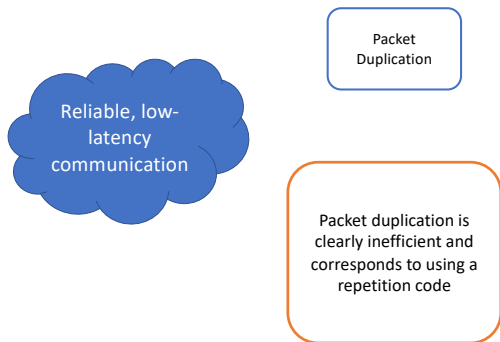 Packet
Duplication
Reliable, low-
latency
communication
Packet duplication is
clearly inefficient and
corresponds to using a
repetition code